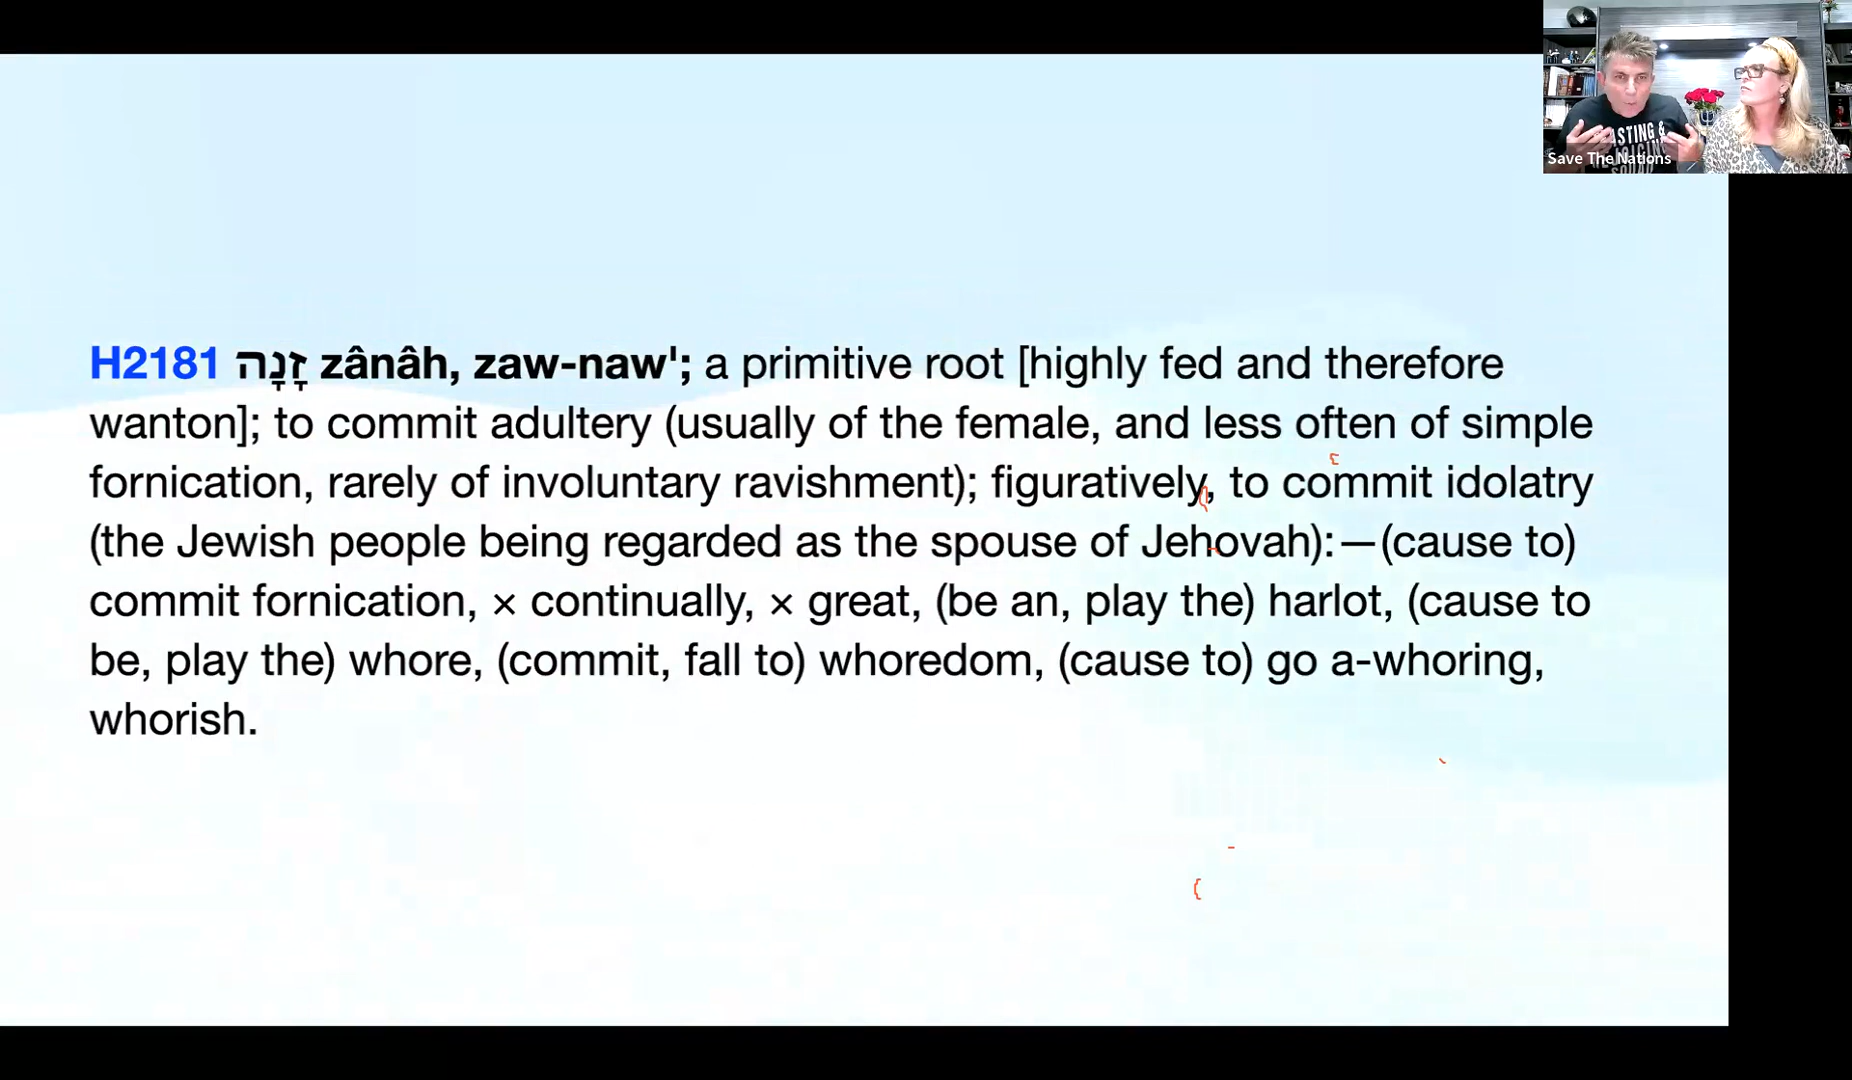 H2181 זָנָה zânâh, zaw-naw'; a primitive root [highly fed and therefore
wanton]; to commit adultery (usually of the female, and less often of simple
fornication, rarely of involuntary ravishment); figuratively, to commit idolatry
(the Jewish people being regarded as the spouse of Jehovah):—(cause to)
commit fornication, × continually, × great, (be an, play the) harlot, (cause to
be, play the) whore, (commit, fall to) whoredom, (cause to) go a-whoring,
whorish.
ASTING &
Save The Nations